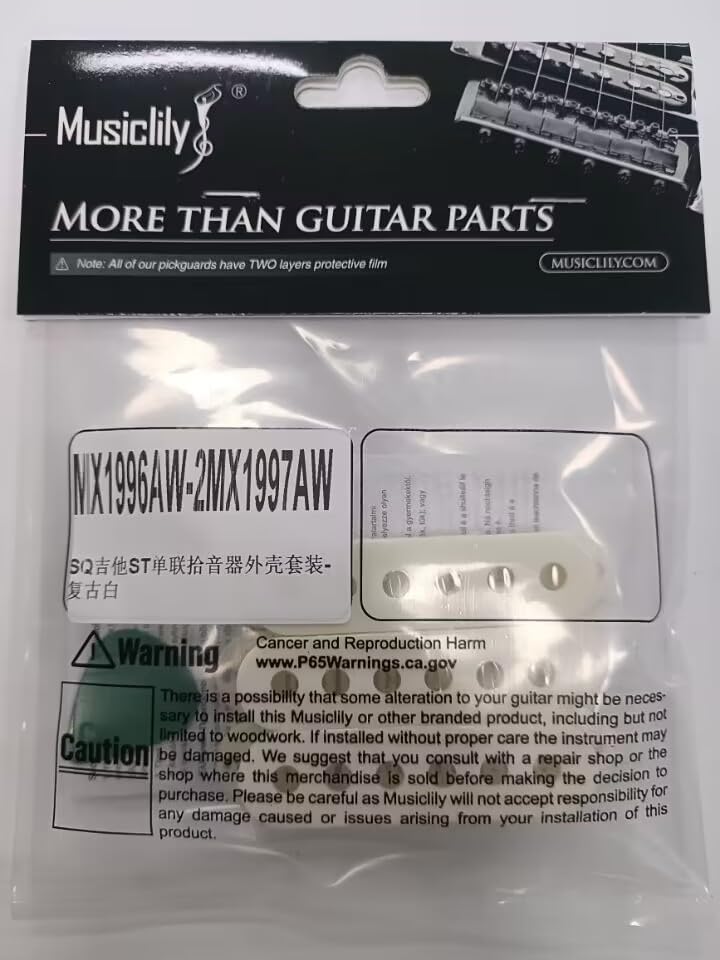 Musiclily®
MORE THAN GUITAR PARTS
Note: All of our pickguards have TWO layers protective film
MUSICLILY.COM
MX1996AW-2MX1997AW
SQ吉他ST单联拾音器外壳套装-
复古白
Warning
Cancer and Reproduction Harm
www.P65Warnings.ca.gov
Caution
There is a possibility that some alteration to your guitar might be neces-
sary to install this Musiclily or other branded product, including but not
limited to woodwork. If installed without proper care the instrument may
be damaged. We suggest that you consult with a repair shop or the
shop where this merchandise is sold before making the decision to
purchase. Please be careful as Musiclily will not accept responsibility for
any damage caused or issues arising from your installation of this
product.